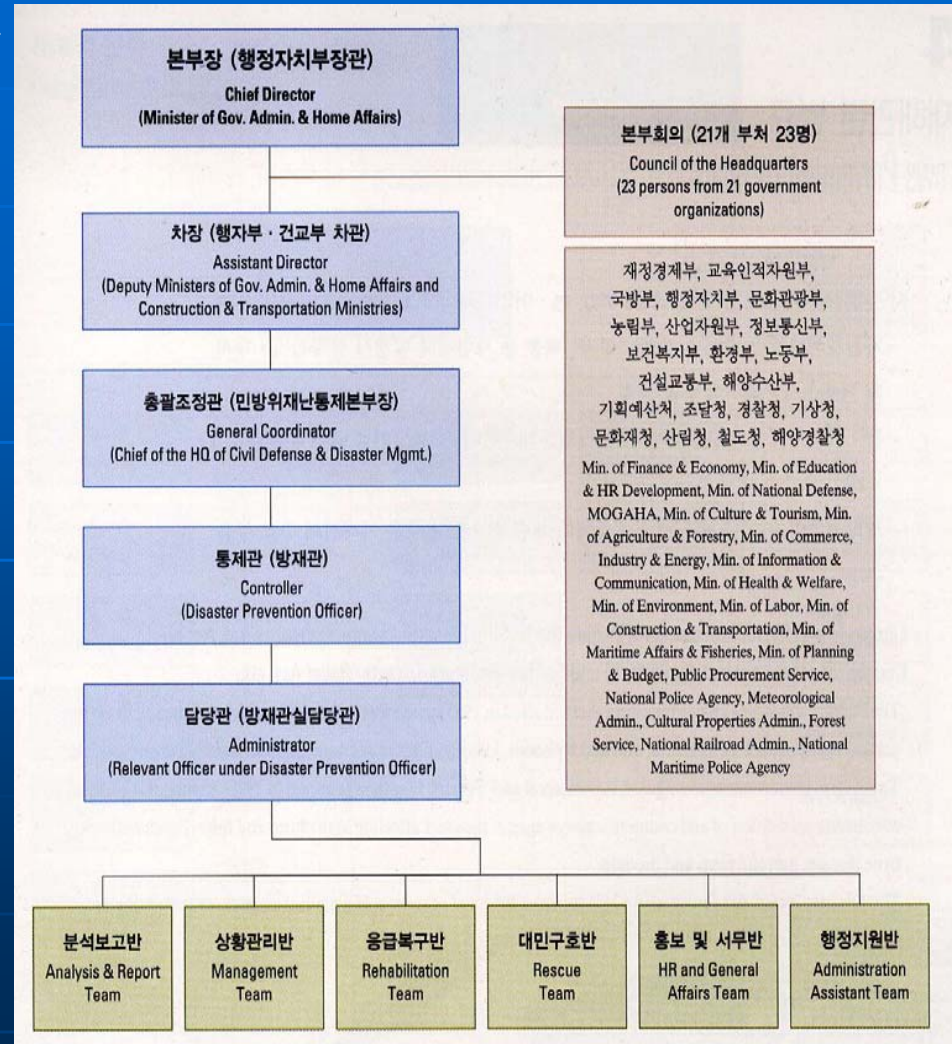 본부장 (행정자치부장관)
Chief Director
(Minister of Gov. Admin. & Home Affairs)
본부회의 (21개 부처 23명)
Council of the Headquarters
(23 persons from 21 government
organizations)
차장 (행자부 · 건교부 차관)
Assistant Director
(Deputy Ministers of Gov. Admin. & Home Affairs and
Construction & Transportation Ministries)
재정경제부, 교육인적자원부,
국방부, 행정자치부, 문화관광부,
농림부, 산업자원부, 정보통신부,
보건복지부, 환경부, 노동부,
건설교통부, 해양수산부,
기획예산처, 조달청, 경찰청, 기상청,
문화재청, 산림청, 철도청, 해양경찰청
Min. of Finance & Economy, Min. of Education
& HR Development, Min. of National Defense,
MOGAHA, Min. of Culture & Tourism, Min.
of Agriculture & Forestry, Min. of Commerce,
Industry & Energy, Min. of Information &
Communication, Min. of Health & Welfare,
Min. of Environment, Min. of Labor, Min. of
Construction & Transportation, Min. of
Maritime Affairs & Fisheries, Min. of Planning
& Budget, Public Procurement Service,
National Police Agency, Meteorological
Admin., Cultural Properties Admin., Forest
Service, National Railroad Admin., National
Maritime Police Agency
총괄조정관 (민방위재난통제본부장)
General Coordinator
(Chief of the HQ of Civil Defense & Disaster Mgmt.)
통제관 (방재관)
Controller
(Disaster Prevention Officer)
담당관 (방재관실담당관)
Administrator
(Relevant Officer under Disaster Prevention Officer)
분석보고반
Analysis & Report
Team
상황관리반
Management
Team
응급복구반
Rehabilitation
Team
대민구호반
Rescue
Team
홍보 및 서무반
HR and General
Affairs Team
행정지원반
Administration
Assistant Team